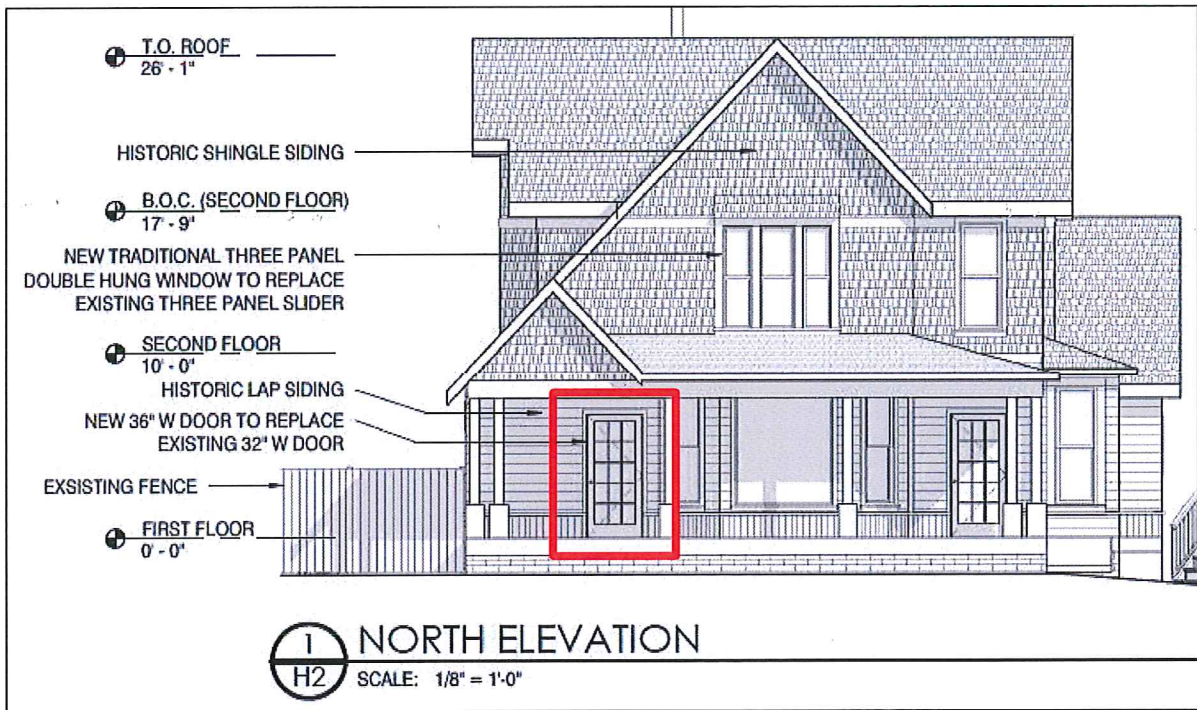 T.O. ROOF
26' - 1"
HISTORIC SHINGLE SIDING
B.O.C. (SECOND FLOOR)
17' - 9"
NEW TRADITIONAL THREE PANEL
DOUBLE HUNG WINDOW TO REPLACE
EXISTING THREE PANEL SLIDER
SECOND FLOOR
10' - 0"
HISTORIC LAP SIDING
NEW 36" W DOOR TO REPLACE
EXISTING 32" W DOOR
EXSISTING FENCE
FIRST FLOOR
0' - 0"
1
H2
NORTH ELEVATION
SCALE: 1/8" = 1'-0"